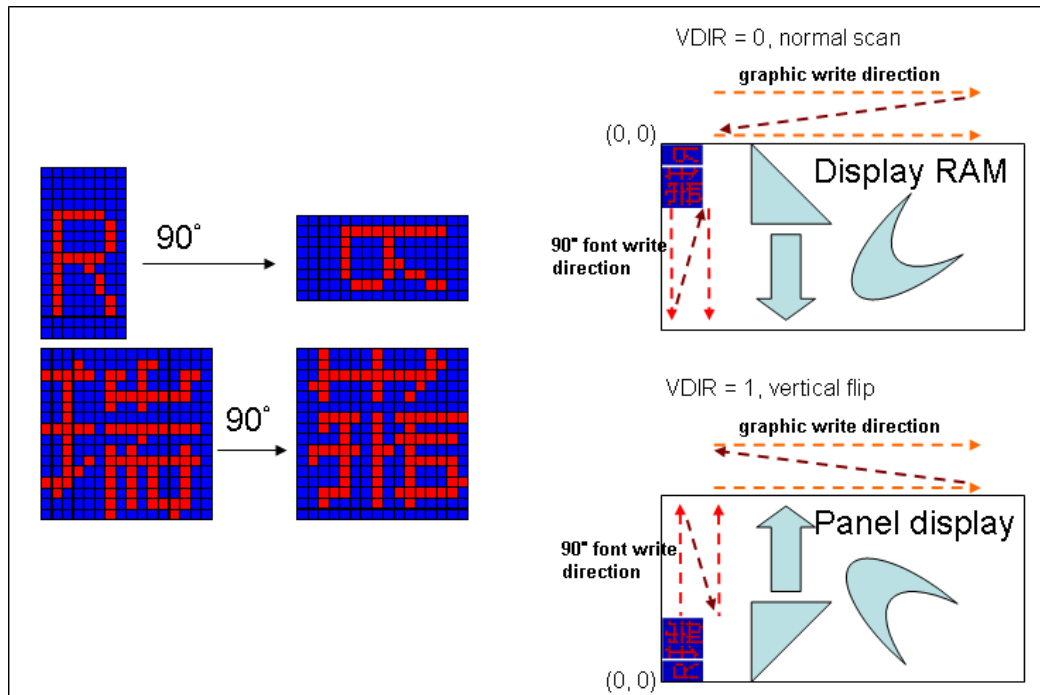 VDIR = 0, normal scan
graphic write direction
(0, 0)
Display RAM
90° font write
direction
R
90°
90°
VDIR = 1, vertical flip
graphic write direction
Panel display
90° font write
direction
(0, 0)